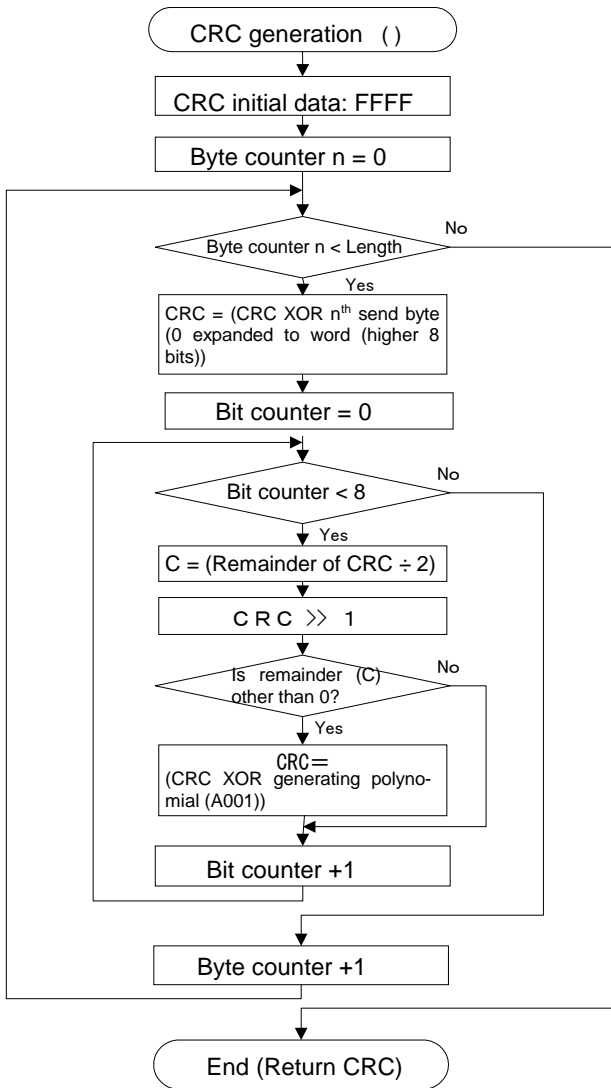 CRC generation ()
CRC initial data: FFFF
Byte counter n = 0
No
Byte counter n < Length
Yes
CRC = (CRC XOR nth send byte
(0 expanded to word (higher 8
bits))
Bit counter = 0
No
Bit counter < 8
Yes
C = (Remainder of CRC ÷ 2)
CRC >> 1
Is remainder (C)
other than 0?
No
Yes
CRC=
(CRC XOR generating polyno-
mial (A001))
Bit counter +1
Byte counter +1
End (Return CRC)